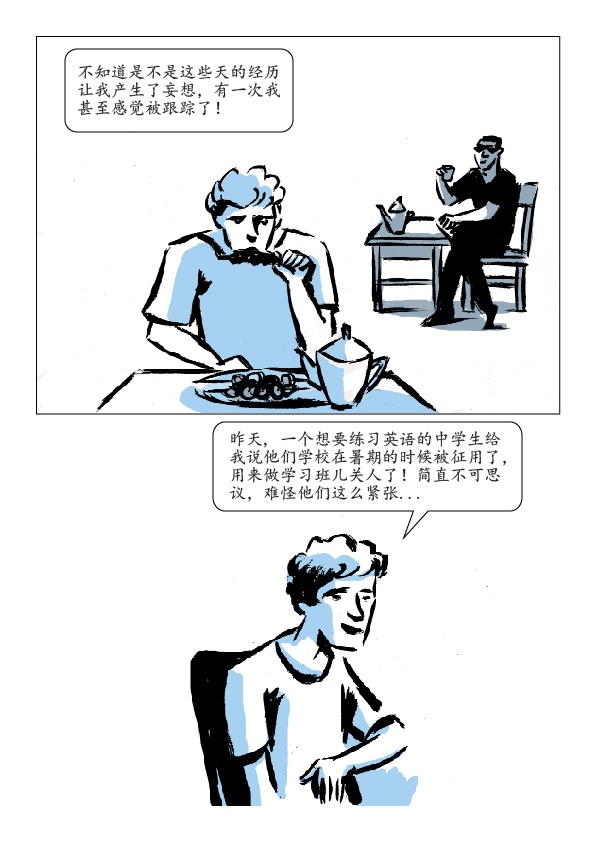 不知道是不是这些天的经历
让我产生了妄想，有一次我
甚至感觉被跟踪了！
昨天，一个想要练习英语的中学生给
我说他们学校在暑期的时候被征用了，
用来做学习班儿关人了！简直不可思
议，难怪他们这么紧张...